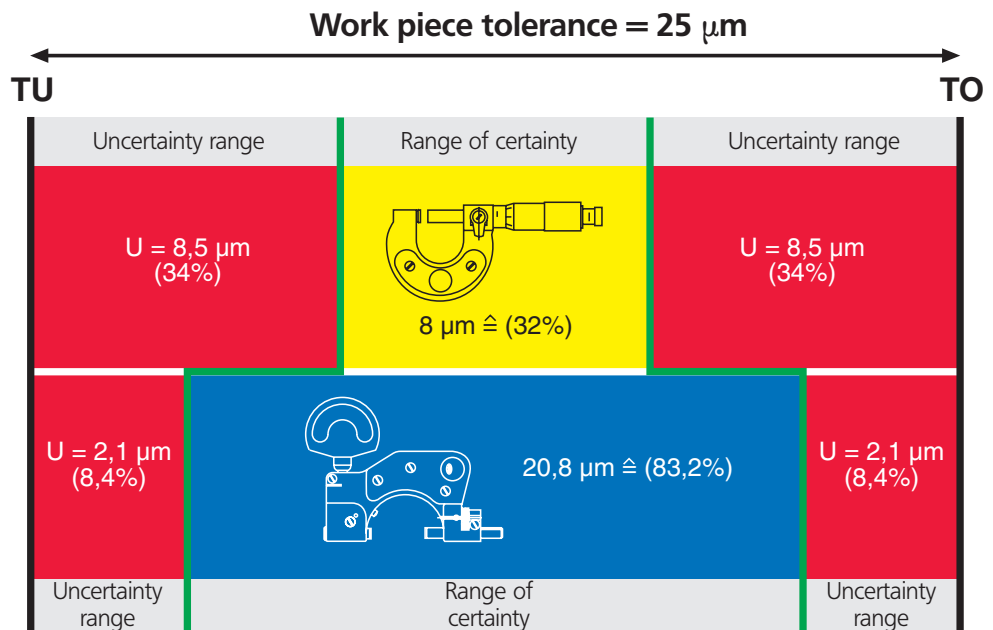 Work piece tolerance = 25 µm
TU
TO
Uncertainty range
Range of certainty
Uncertainty range
U = 8,5 µm
(34%)
8 µm ≙ (32%)
U = 8,5 µm
(34%)
U = 2,1 µm
(8,4%)
20,8 µm ≙ (83,2%)
U = 2,1 µm
(8,4%)
Uncertainty
range
Range of
certainty
Uncertainty
range